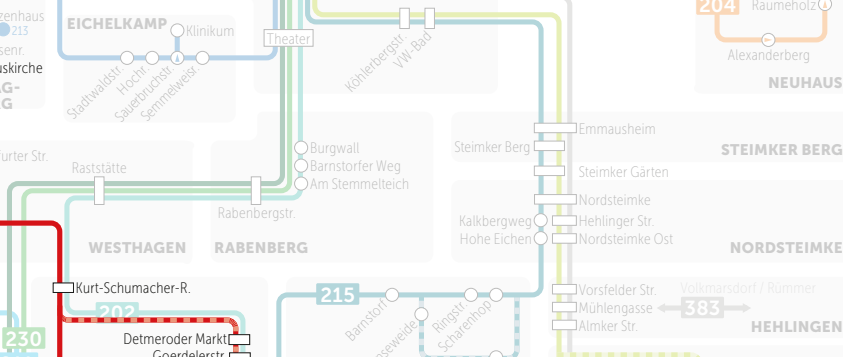 EICHELKAMP
Klinikum
213
Theater
Stadtwaldstr.
Hochr.
Sauerbruchstr.
Semmelweisr.
Köhlerbergstr.
VW-Bad
204
Raumeholz
Alexanderberg
NEUHAUS
Raststätte
Rabenbergstr.
Burgwall
Barnstorfer Weg
Am Stemmelteich
WESTHAGEN
RABENBERG
Emmausheim
Steimker Berg
STEIMKER BERG
Steimker Gärten
Nordsteimke
Kalkbergweg
Hehlinger Str.
Hohe Eichen
Nordsteimke Ost
NORDSTEIMKE
Kurt-Schumacher-R.
202
230
Detmeroder Markt
Goerdelerstr.
215
Barnstorf
Ringstr.
Scharenhop
Vorsfelder Str.
Mühlengasse
Almker Str.
Volkmarsdorf / Rümmer
383
HEHLINGEN